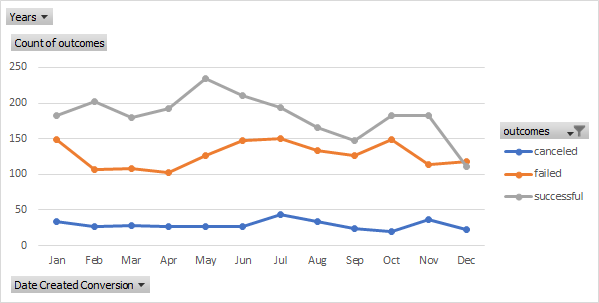 Years
Count of outcomes
250
200
150
100
50
0
Jan Feb Mar Apr May Jun Jul Aug Sep Oct Nov Dec
outcomes
canceled
failed
successful
Date Created Conversion